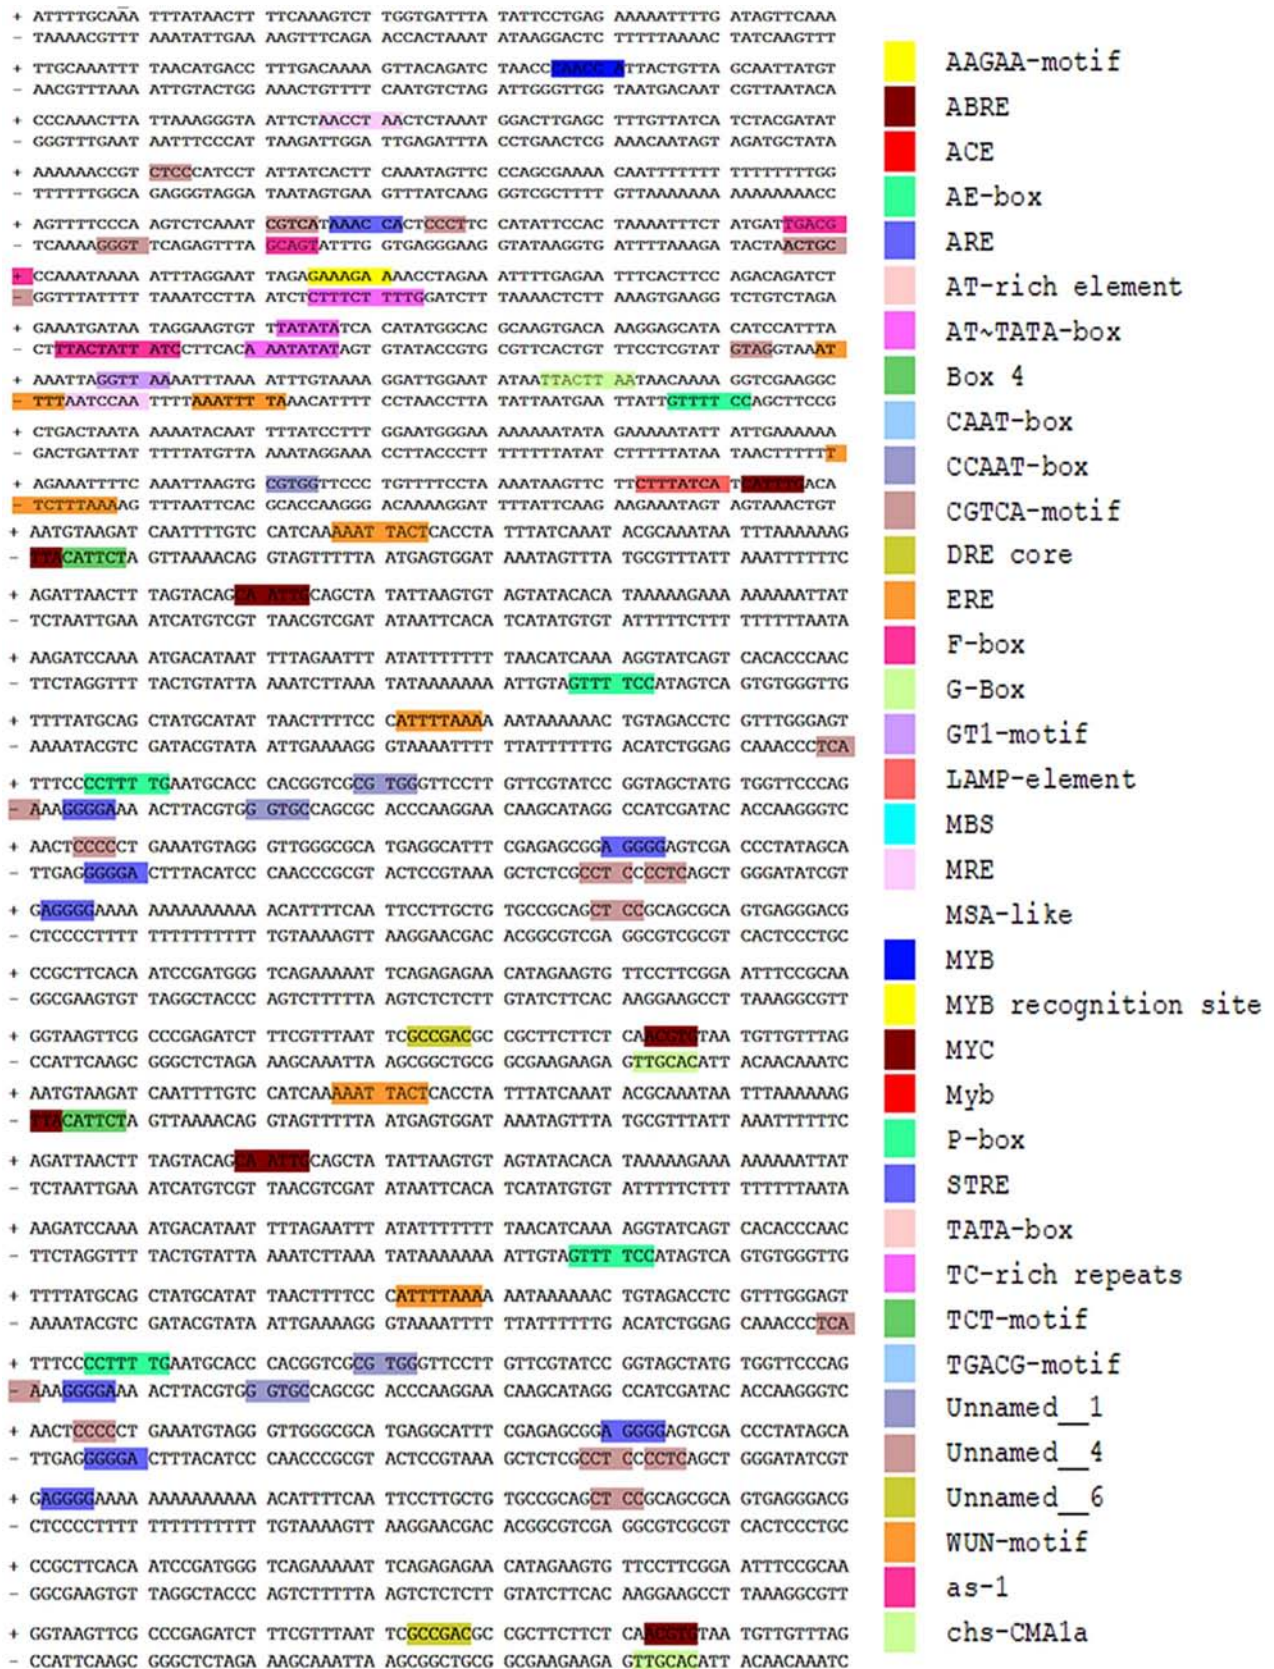 + ATTTTGCAAA TTTATAACTT TTCAAAGTCT TGGTGATTTA TATTCCTGAG AAAAATTTTG ATAGTTCAAA
- TAAAACGTTT AAATATTGAA AAGTTTCAGA ACCACTAAAT ATAAGGACTC TTTTTAAAAC TATCAAGTTT
+ TTGCAAATTT TAACATGACC TTTGACAAAA GTTACAGATC TAACCCAACCA TTACTGTTA GCAATTATGT
- AACGTTTAAA ATTGTACTGG AAACTGTTTT CAATGTCTAG ATTGGGTTGG TAATGACAAT CGTTAATACA
+ CCCAAACTTA TTAAAGGGTA ATTCTAACCT AACTCTAAAT GGACTTGAGC TTTGTTATCA TCTACGATAT
- GGGTTTGAAT AATTTCCCAT TAAGATTGGA TTGAGATTTA CCTGAACTCG AAACAATAGT AGATGCTATA
+ AAAAAACCGT CTCCCATCCT ATTATCACTT CAAATAGTTC CCAGCGAAAA CAATTTTTTT TTTTTTTTGG
- TTTTTTGGCA GAGGGTAGGA TAATAGTGAA GTTTATCAAG GGTCGCTTTT GTTAAAAAAA AAAAAAAACC
+ AGTTTTCCCA AGTCTCAAAT CGTCATAAAC CACTCCCTTC CATATTCCAC TAAAATTTCT ATGATTGACG
- TCAAAAGGGT TCAGAGTTTA GCAGTATTTG GTGAGGGAAG GTATAAGGTG ATTTTAAAGA TACTAACTGC
+ CCAAATAAAA ATTTAGGAAT TAGAGAAAGA AAACCTAGAA ATTTTGAGAA TTTCACTTCC AGACAGATCT
- GGTTTATTTT TAAATCCTTA ATCTCTTTCT TTTGGATCTT TAAAACTCTT AAAGTGAAGG TCTGTCTAGA
+ GAAATGATAA TAGGAAGTGT TTATATATCA CATATGGCAC GCAAGTGACA AAGGAGCATA CATCCATTTA
- CTTTACTATT ATCCTTCACA AATATATAGT GTATACCGTG CGTTCACTGT TTCCTCGTAT GTAGGTAAAT
+ AAATTAGGTT AAAATTTAAA ATTTGTAAAA GGATTGGAAT ATAATTACTT AATAACAAAA GGTCGAAGGC
- TTTAATCCAA TTTTAAATTT TAAACATTTT CCTAACCTTA TATTAATGAA TTATTGTTTT CCAGCTTCCG
+ CTGACTAATA AAAATACAAT TTTATCCTTT GGAATGGGAA AAAAAATATA GAAAAATATT ATTGAAAAAA
- GACTGATTAT TTTTATGTTA AAATAGGAAA CCTTACCCTT TTTTTTATAT CTTTTTATAA TAACTTTTTT
+ AGAAATTTTC AAATTAAGTG CGTGGTTCCC TGTTTTCCTA AAATAAGTTC TTCTTTATCA TCATTTGACA
- TCTTTAAAAG TTTAATTCAC GCACCAAGGG ACAAAAGGAT TTTATTCAAG AAGAAATAGT AGTAAACTGT
+ AATGTAAGAT CAATTTTGTC CATCAAAAAT TACTCACCTA TTTATCAAAT ACGCAAATAA TTTAAAAAAG
- TTACATTCTA GTTAAAACAG GTAGTTTTTA ATGAGTGGAT AAATAGTTTA TGCGTTTATT AAATTTTTTC
+ AGATTAACTT TAGTACAGCA ATTGCAGCTA TATTAAGTGT AGTATACACA TAAAAAGAAA AAAAAATTAT
- TCTAATTGAA ATCATGTCGT TAACGTCGAT ATAATTCACA TCATATGTGT ATTTTTCTTT TTTTTTAATA
+ AAGATCCAAA ATGACATAAT TTTAGAATTT ATATTTTTTT TAACATCAAA AGGTATCAGT CACACCCAAC
- TTCTAGGTTT TACTGTATTA AAATCTTAAA TATAAAAAAA ATTGTAGTTT TCCATAGTCA GTGTGGGTTG
+ TTTTATGCAG CTATGCATAT TAACTTTTCC CATTTTAAAA AATAAAAAAC TGTAGACCTC GTTTGGGAGT
- AAAATACGTC GATACGTATA ATTGAAAAGG GTAAAATTTT TTATTTTTTG ACATCTGGAG CAAACCCTCA
+ TTTCCCCTTT TGAATGCACC CACGGTCGCG TGGGTTCCTT GTTCGTATCC GGTAGCTATG TGGTTCCCAG
- AAAGGGGAAA ACTTACGTGG GTGCCAGCGC ACCCAAGGAA CAAGCATAGG CCATCGATAC ACCAAGGGTC
+ AACTCCCCCT GAAATGTAGG GTTGGGCGCA TGAGGCATTT CGAGAGCGGA GGGGAGTCGA CCCTATAGCA
- TTGAGGGGGA CTTTACATCC CAACCCGCGT ACTCCGTAAA GCTCTCGCCT CCCCTCAGCT GGGATATCGT
+ GAGGGGAAAA AAAAAAAAAA ACATTTTCAA TTCCTTGCTG TGCCGCAGCT CCGCAGCGCA GTGAGGGACG
- CTCCCCTTTT TTTTTTTTTT TGTAAAAGTT AAGGAACGAC ACGGCGTCGA GGCGTCGCGT CACTCCCTGC
+ CCGCTTCACA ATCCGATGGG TCAGAAAAAT TCAGAGAGAA CATAGAAGTG TTCCTTCGGA ATTTCCGCAA
- GGCGAAGTGT TAGGCTACCC AGTCTTTTTA AGTCTCTCTT GTATCTTCAC AAGGAAGCCT TAAAGGCGTT
+ GGTAAGTTCG CCCGAGATCT TTCGTTTAAT TCGCCGACGC CGCTTCTTCT CAACGTGTAA TGTTGTTTAG
- CCATTCAAGC GGGCTCTAGA AAGCAAATTA AGCGGCTGCG GCGAAGAAGA GTTGCACATT ACAACAAATC
+ AATGTAAGAT CAATTTTGTC CATCAAAAAT TACTCACCTA TTTATCAAAT ACGCAAATAA TTTAAAAAAG
- TTACATTCTA GTTAAAACAG GTAGTTTTTA ATGAGTGGAT AAATAGTTTA TGCGTTTATT AAATTTTTTC
+ AGATTAACTT TAGTACAGCA ATTGCAGCTA TATTAAGTGT AGTATACACA TAAAAAGAAA AAAAAATTAT
- TCTAATTGAA ATCATGTCGT TAACGTCGAT ATAATTCACA TCATATGTGT ATTTTTCTTT TTTTTTAATA
+ AAGATCCAAA ATGACATAAT TTTAGAATTT ATATTTTTTT TAACATCAAA AGGTATCAGT CACACCCAAC
- TTCTAGGTTT TACTGTATTA AAATCTTAAA TATAAAAAAA ATTGTAGTTT TCCATAGTCA GTGTGGGTTG
+ TTTTATGCAG CTATGCATAT TAACTTTTCC CATTTTAAAA AATAAAAAAC TGTAGACCTC GTTTGGGAGT
- AAAATACGTC GATACGTATA ATTGAAAAGG GTAAAATTTT TTATTTTTTG ACATCTGGAG CAAACCCTCA
+ TTTCCCCTTT TGAATGCACC CACGGTCGCG TGGGTTCCTT GTTCGTATCC GGTAGCTATG TGGTTCCCAG
- AAAGGGGAAA ACTTACGTGG GTGCCAGCGC ACCCAAGGAA CAAGCATAGG CCATCGATAC ACCAAGGGTC
+ AACTCCCCCT GAAATGTAGG GTTGGGCGCA TGAGGCATTT CGAGAGCGGA GGGGAGTCGA CCCTATAGCA
- TTGAGGGGGA CTTTACATCC CAACCCGCGT ACTCCGTAAA GCTCTCGCCT CCCCTCAGCT GGGATATCGT
+ GAGGGGAAAA AAAAAAAAAA ACATTTTCAA TTCCTTGCTG TGCCGCAGCT CCGCAGCGCA GTGAGGGACG
- CTCCCCTTTT TTTTTTTTTT TGTAAAAGTT AAGGAACGAC ACGGCGTCGA GGCGTCGCGT CACTCCCTGC
+ CCGCTTCACA ATCCGATGGG TCAGAAAAAT TCAGAGAGAA CATAGAAGTG TTCCTTCGGA ATTTCCGCAA
- GGCGAAGTGT TAGGCTACCC AGTCTTTTTA AGTCTCTCTT GTATCTTCAC AAGGAAGCCT TAAAGGCGTT
+ GGTAAGTTCG CCCGAGATCT TTCGTTTAAT TCGCCGACGC CGCTTCTTCT CAACGTGTAA TGTTGTTTAG
- CCATTCAAGC GGGCTCTAGA AAGCAAATTA AGCGGCTGCG GCGAAGAAGA GTTGCACATT ACAACAAATC
AAGAA-motif
ABRE
ACE
AE-box
ARE
AT-rich element
AT~TATA-box
Box 4
CAAT-box
CCAAT-box
CGTCA-motif
DRE core
ERE
F-box
G-Box
GT1-motif
LAMP-element
MBS
MRE
MSA-like
MYB
MYB recognition site
MYC
Myb
P-box
STRE
TATA-box
TC-rich repeats
TCT-motif
TGACG-motif
Unnamed__1
Unnamed__4
Unnamed__6
WUN-motif
as-1
chs-CMA1a